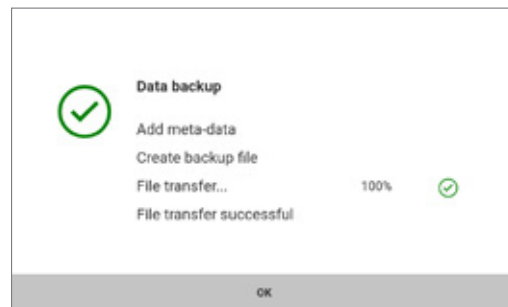 Data backup
Add meta-data
Create backup file
File transfer... 100%
File transfer successful
OK